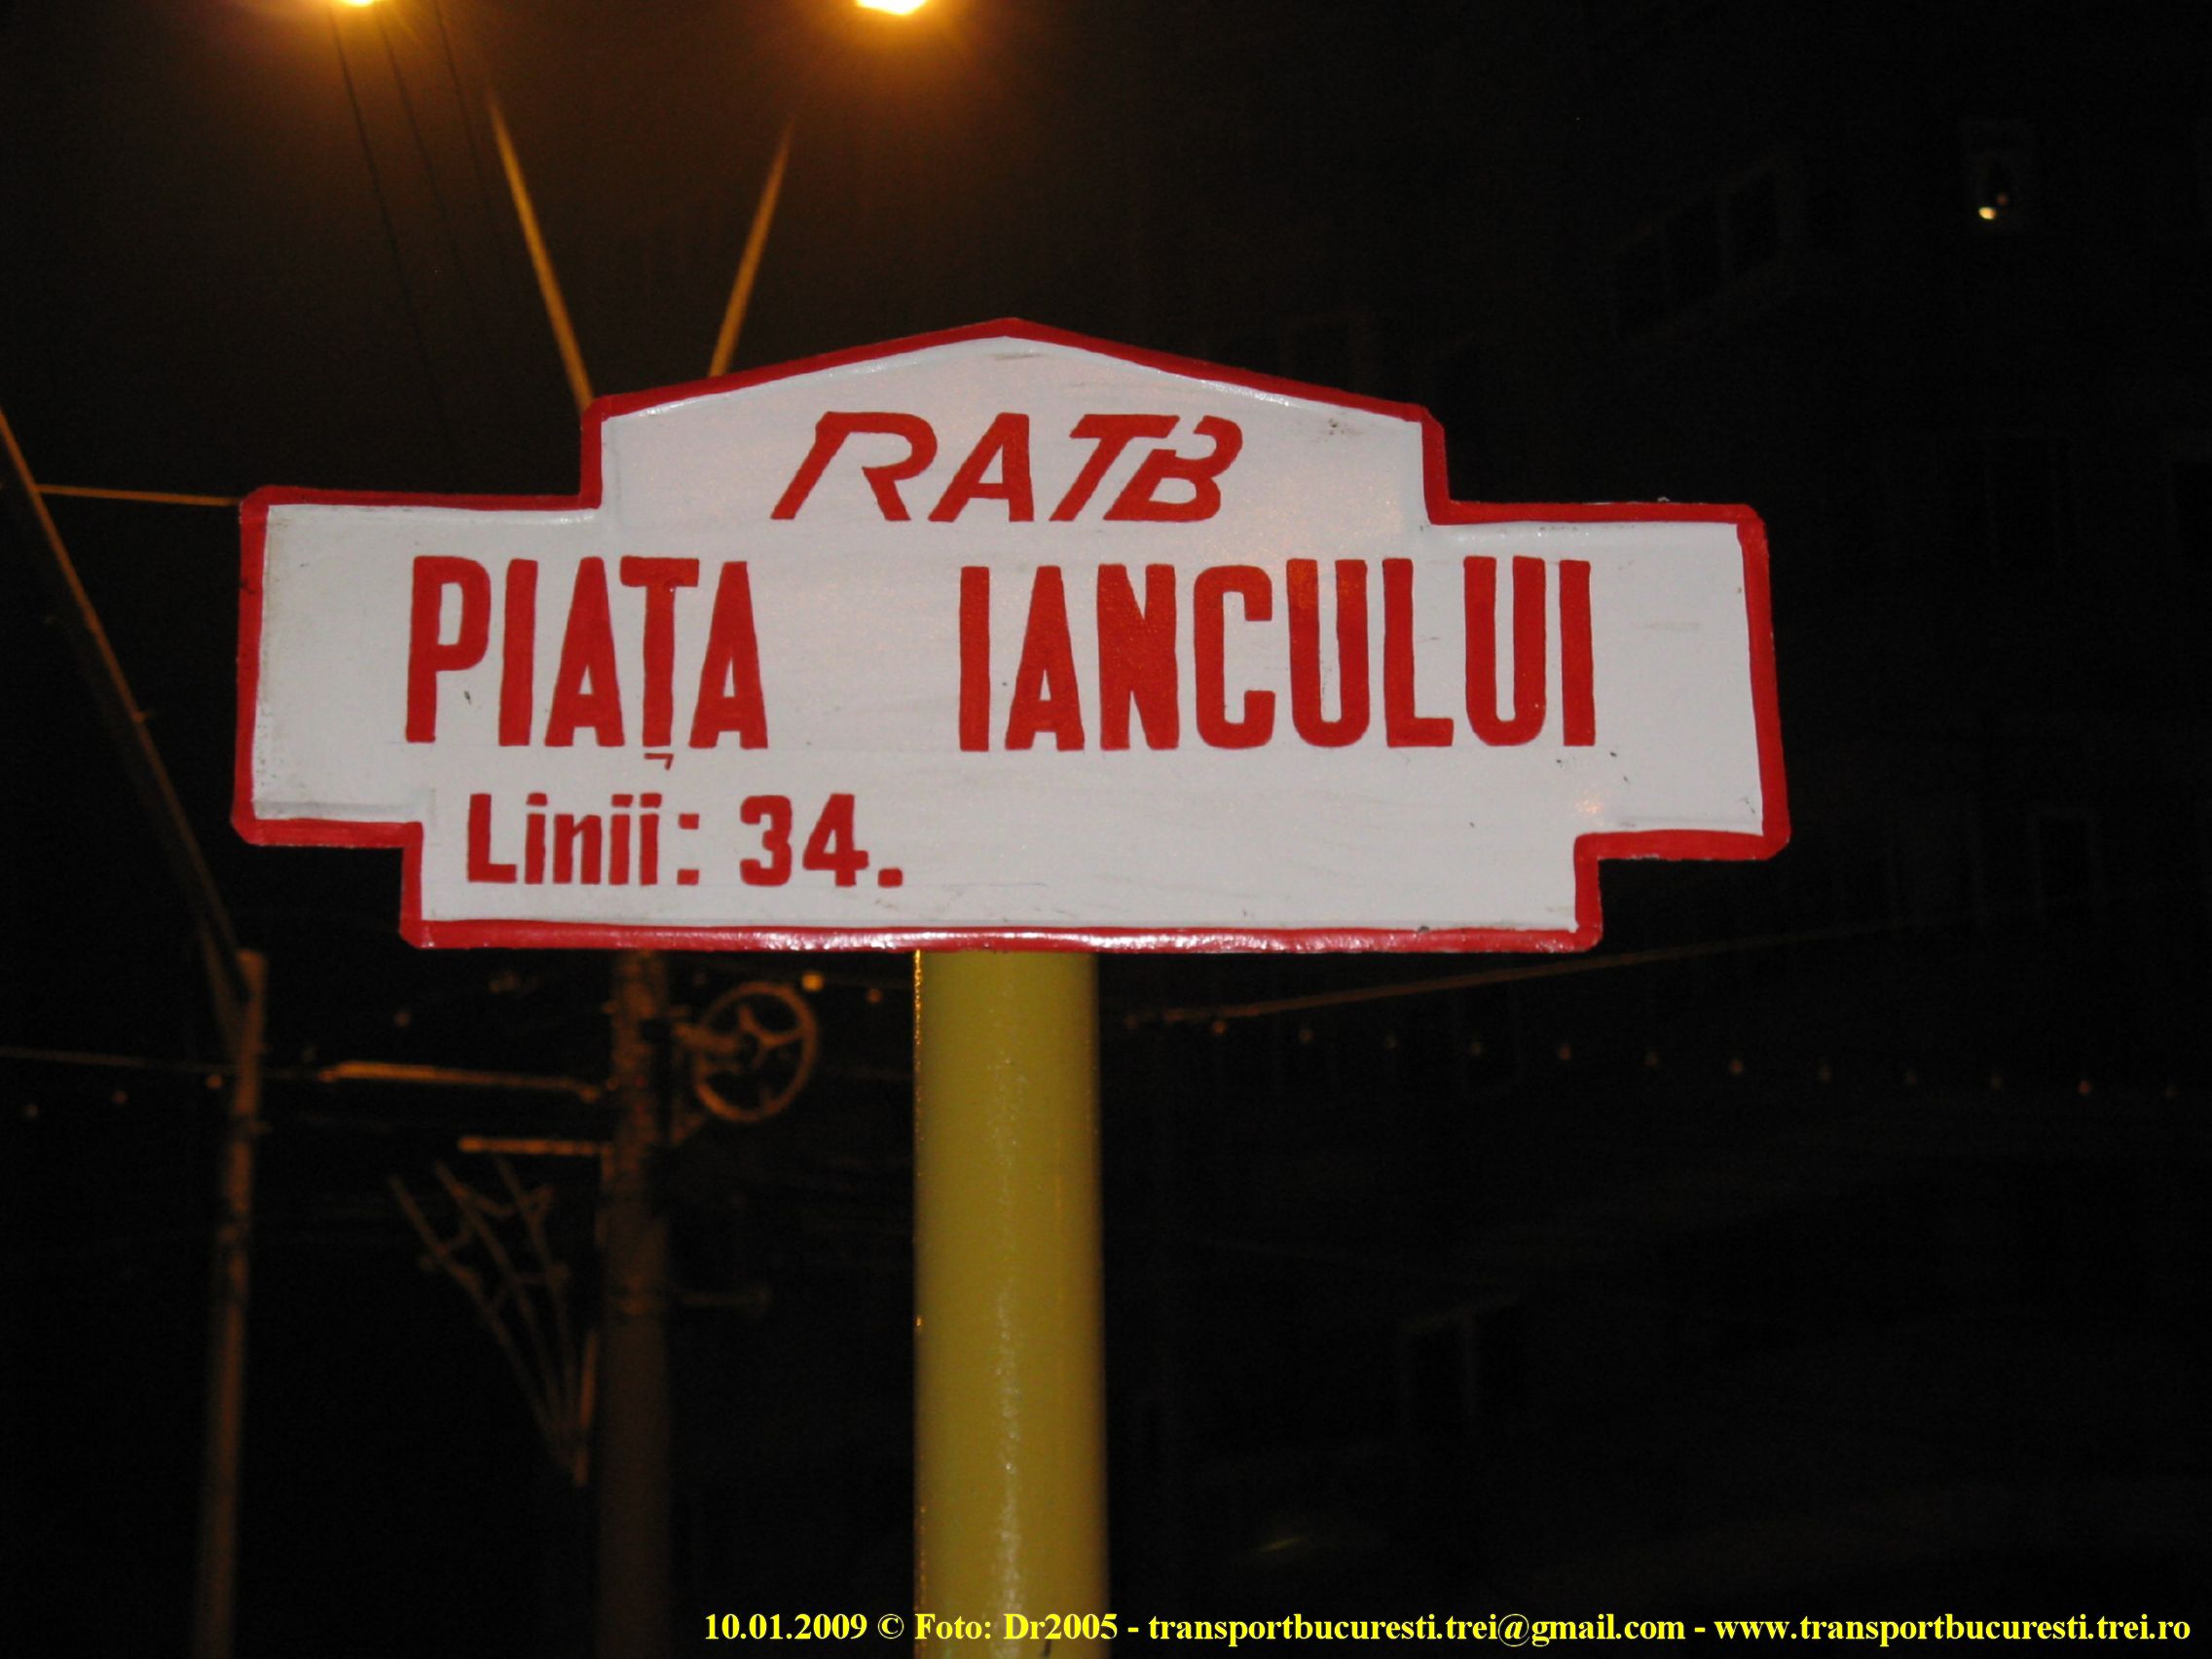 RATB
PIAȚA IANCULUI
Linii: 34.
10.01.2009 © Foto: Dr2005 - transportbucuresti.trei@gmail.com - www.transportbucuresti.trei.ro